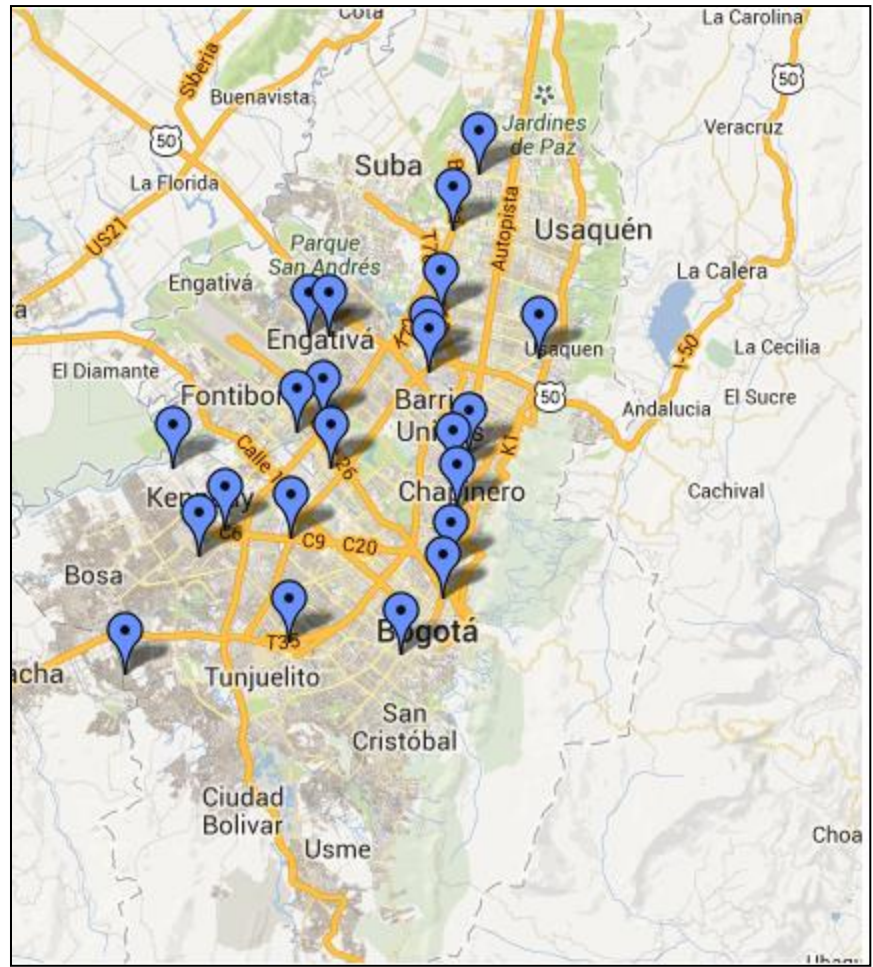 Cota
La Carolina
Siberia
50
Buenavista
Jardines
de Paz
Veracruz
50
Suba
La Florida
US21
Autopista
Usaquén
Parque
San Andrés
La Calera
Engativá
Engativá
Usaquen
I-50
La Cecilia
El Diamante
Fontibon
Barrios
Unidos
50
Andalucia
El Sucre
K1
Calle 1
26
Kennedy
Chapinero
Cachival
C6
C9
C20
Bosa
Bogotá
T35
acha
Tunjuelito
San
Cristóbal
Ciudad
Bolivar
Usme
Choa